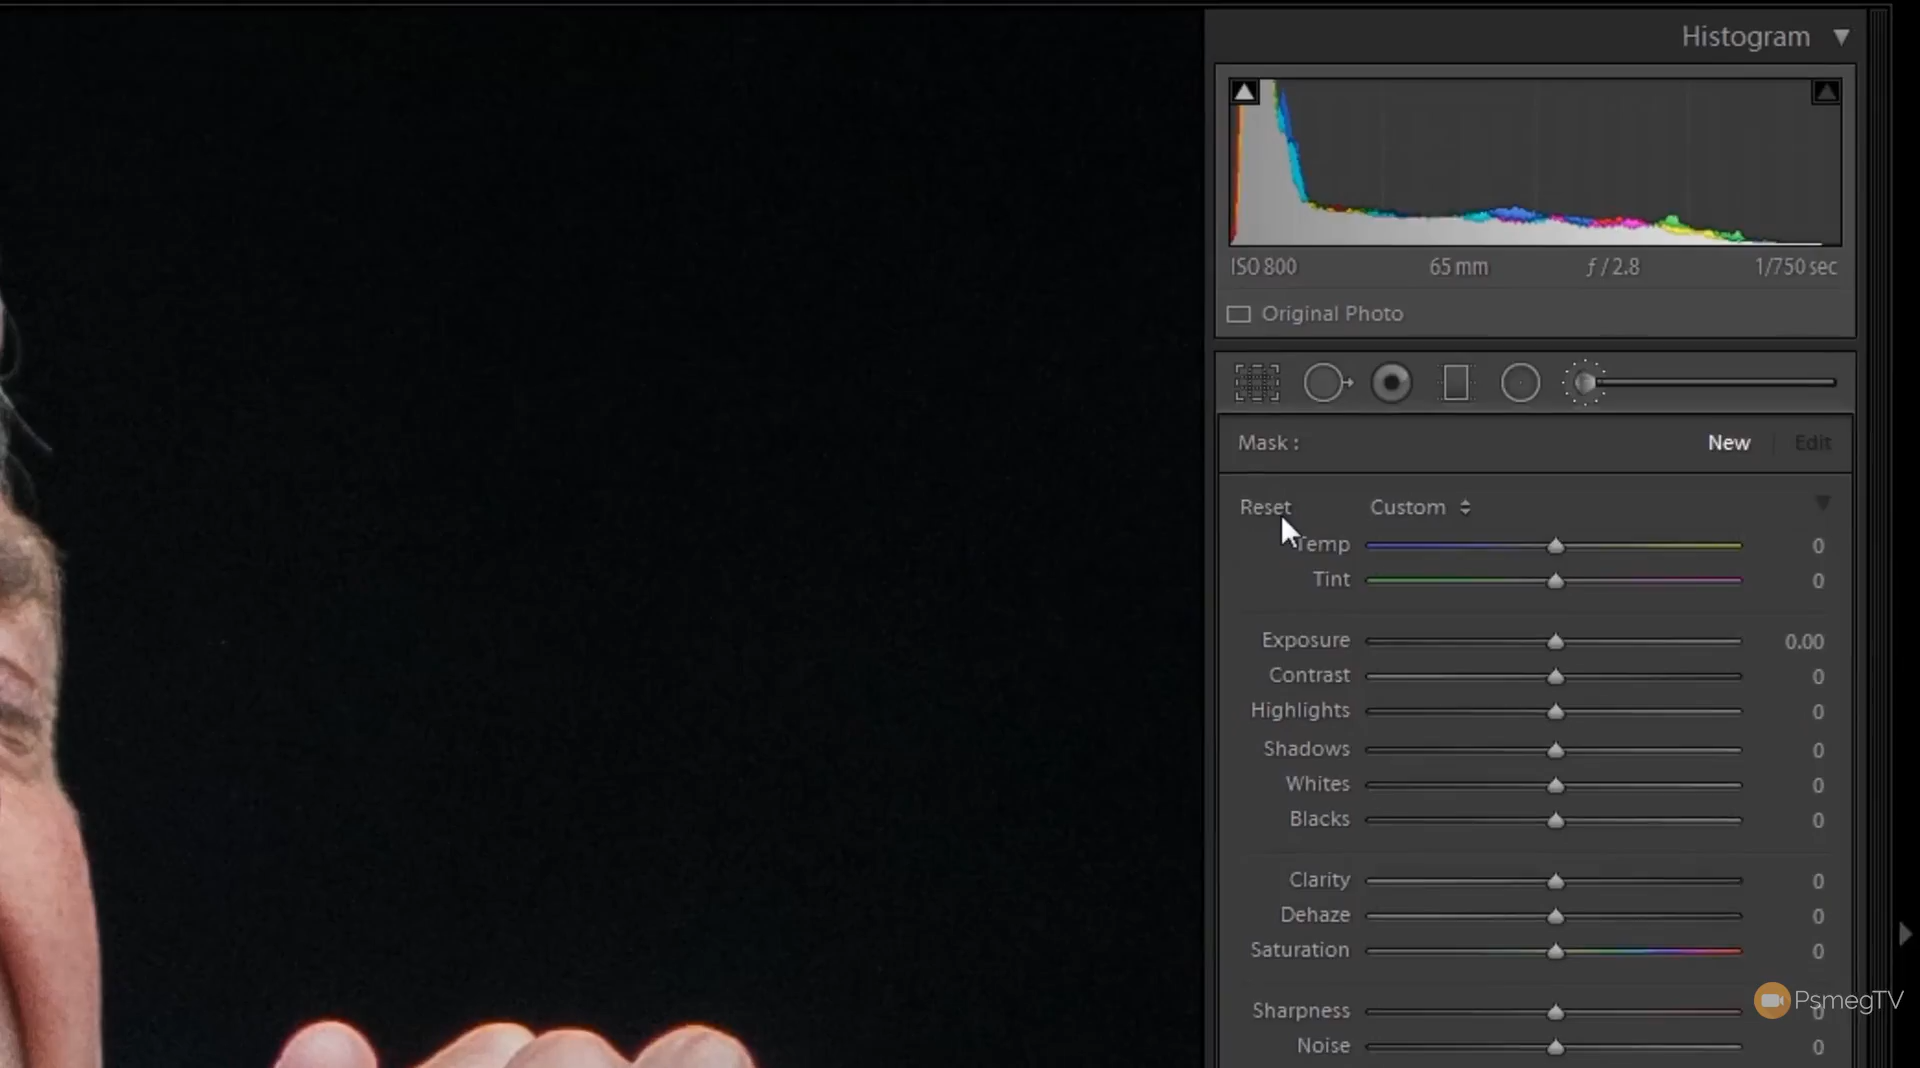 Histogram
ISO 800 65 mm ƒ / 2.8 1/750 sec
Original Photo
Mask : New Edit
Reset Custom
Temp 0
Tint 0
Exposure 0.00
Contrast 0
Highlights 0
Shadows 0
Whites 0
Blacks 0
Clarity 0
Dehaze 0
Saturation 0
PsmegTV
Sharpness 0
Noise 0